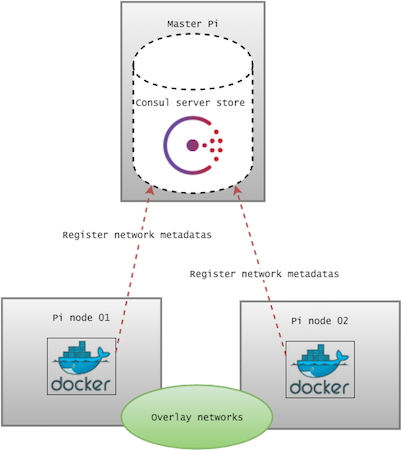 Master Pi
Consul server store
Register network metadatas
Register network metadatas
Pi node 01
Pi node 02
docker
docker
Overlay networks